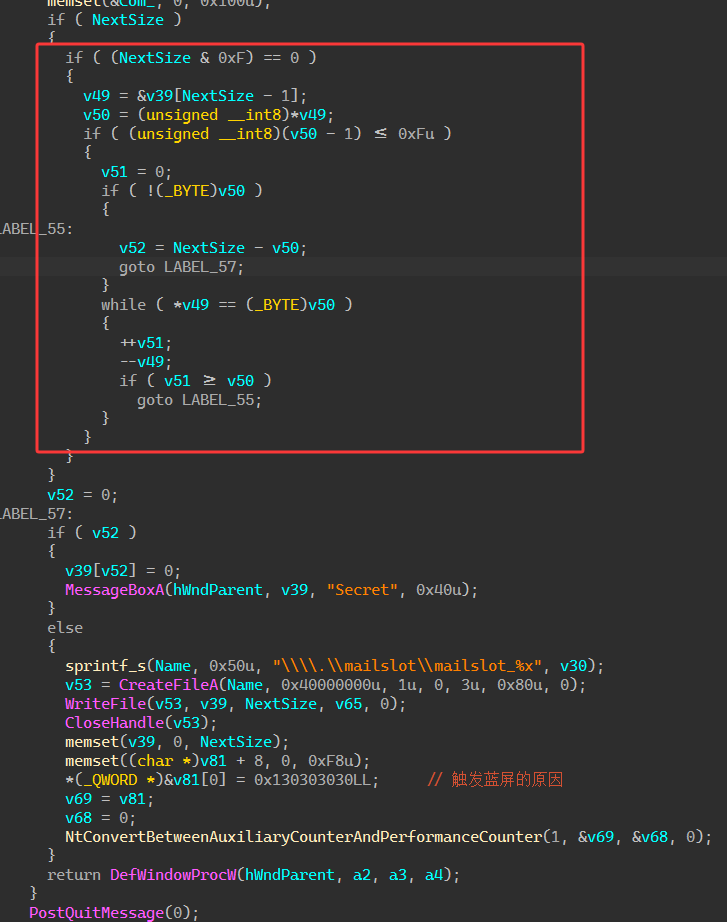 memset(&Com_, 0, 0x100u);
if ( NextSize )
{
if ( (NextSize & 0xF) == 0 )
{
v49 = &v39[NextSize - 1];
v50 = (unsigned __int8)*v49;
if ( (unsigned __int8)(v50 - 1) ≤ 0xFu )
{
v51 = 0;
if ( !(_BYTE)v50 )
{
LABEL_55:
v52 = NextSize - v50;
goto LABEL_57;
}
while ( *v49 == (_BYTE)v50 )
{
++v51;
--v49;
if ( v51 ≥ v50 )
goto LABEL_55;
}
}
}
}
v52 = 0;
LABEL_57:
if ( v52 )
{
v39[v52] = 0;
MessageBoxA(hWndParent, v39, "Secret", 0x40u);
}
else
{
sprintf_s(Name, 0x50u, "\\\\.\\mailslot\\mailslot_%x", v30);
v53 = CreateFileA(Name, 0x40000000u, 1u, 0, 3u, 0x80u, 0);
WriteFile(v53, v39, NextSize, v65, 0);
CloseHandle(v53);
memset(v39, 0, NextSize);
memset((char *)v81 + 8, 0, 0xF8u);
*(_QWORD *)&v81[0] = 0x130303030LL; // 触发蓝屏的原因
v69 = v81;
v68 = 0;
NtConvertBetweenAuxiliaryCounterAndPerformanceCounter(1, &v69, &v68, 0);
}
return DefWindowProcW(hWndParent, a2, a3, a4);
}
PostQuitMessage(0);